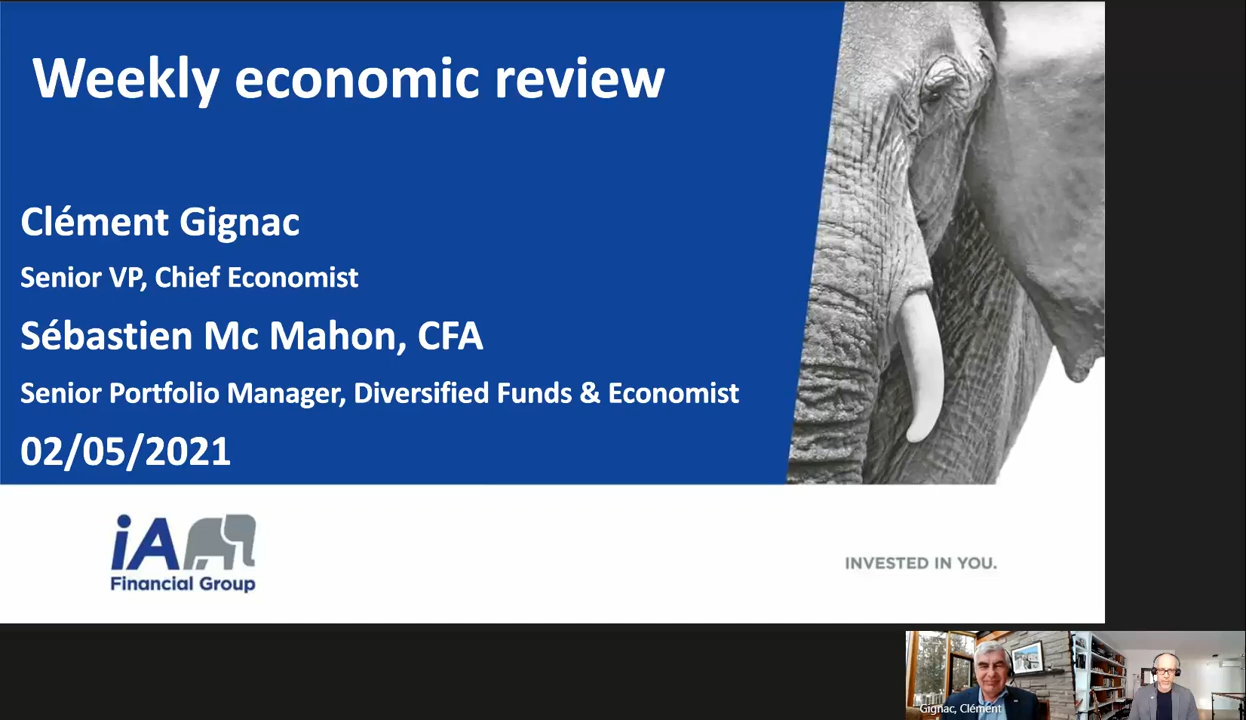 Weekly economic review
Clément Gignac
Senior VP, Chief Economist
Sébastien Mc Mahon, CFA
Senior Portfolio Manager, Diversified Funds & Economist
02/05/2021
iA
Financial Group
INVESTED IN YOU.
Gignac, Clément